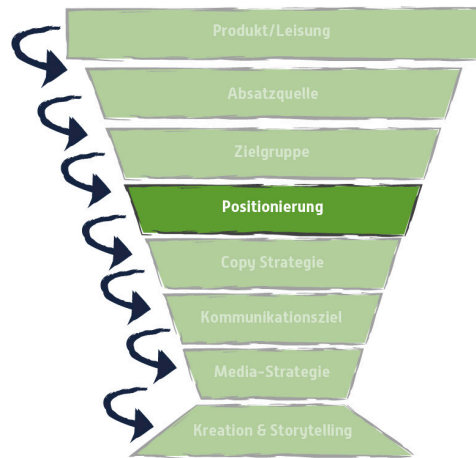 Produkt/Leisung
Absatzquelle
Zielgruppe
Positionierung
Copy Strategie
Kommunikationsziel
Media-Strategie
Kreation & Storytelling